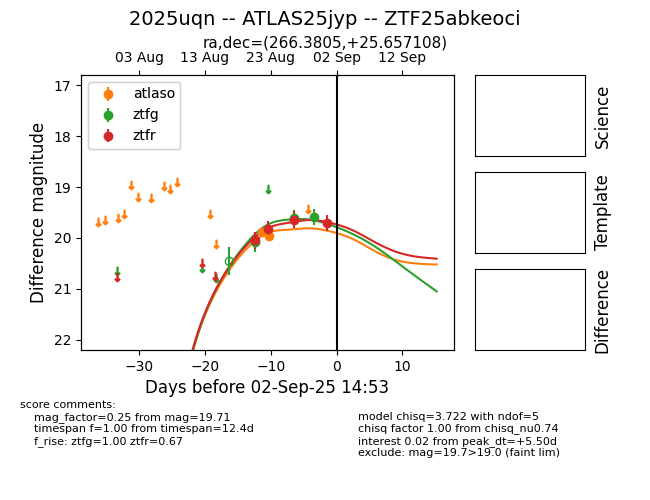 2025uqn -- ATLAS25jyp -- ZTF25abkeoci
ra,dec=(266.3805,+25.657108)
03 Aug 13 Aug 23 Aug 02 Sep 12 Sep
atlaso
ztfg
ztfr
Difference magnitude
17
18
19
20
21
22
−30 −20 −10 0 10
Days before 02-Sep-25 14:53
Science
Template
Difference
score comments:
mag_factor=0.25 from mag=19.71
timespan f=1.00 from timespan=12.4d
f_rise: ztfg=1.00 ztfr=0.67
model chisq=3.722 with ndof=5
chisq factor 1.00 from chisq_nu0.74
interest 0.02 from peak_dt=+5.50d
exclude: mag=19.7>19.0 (faint lim)